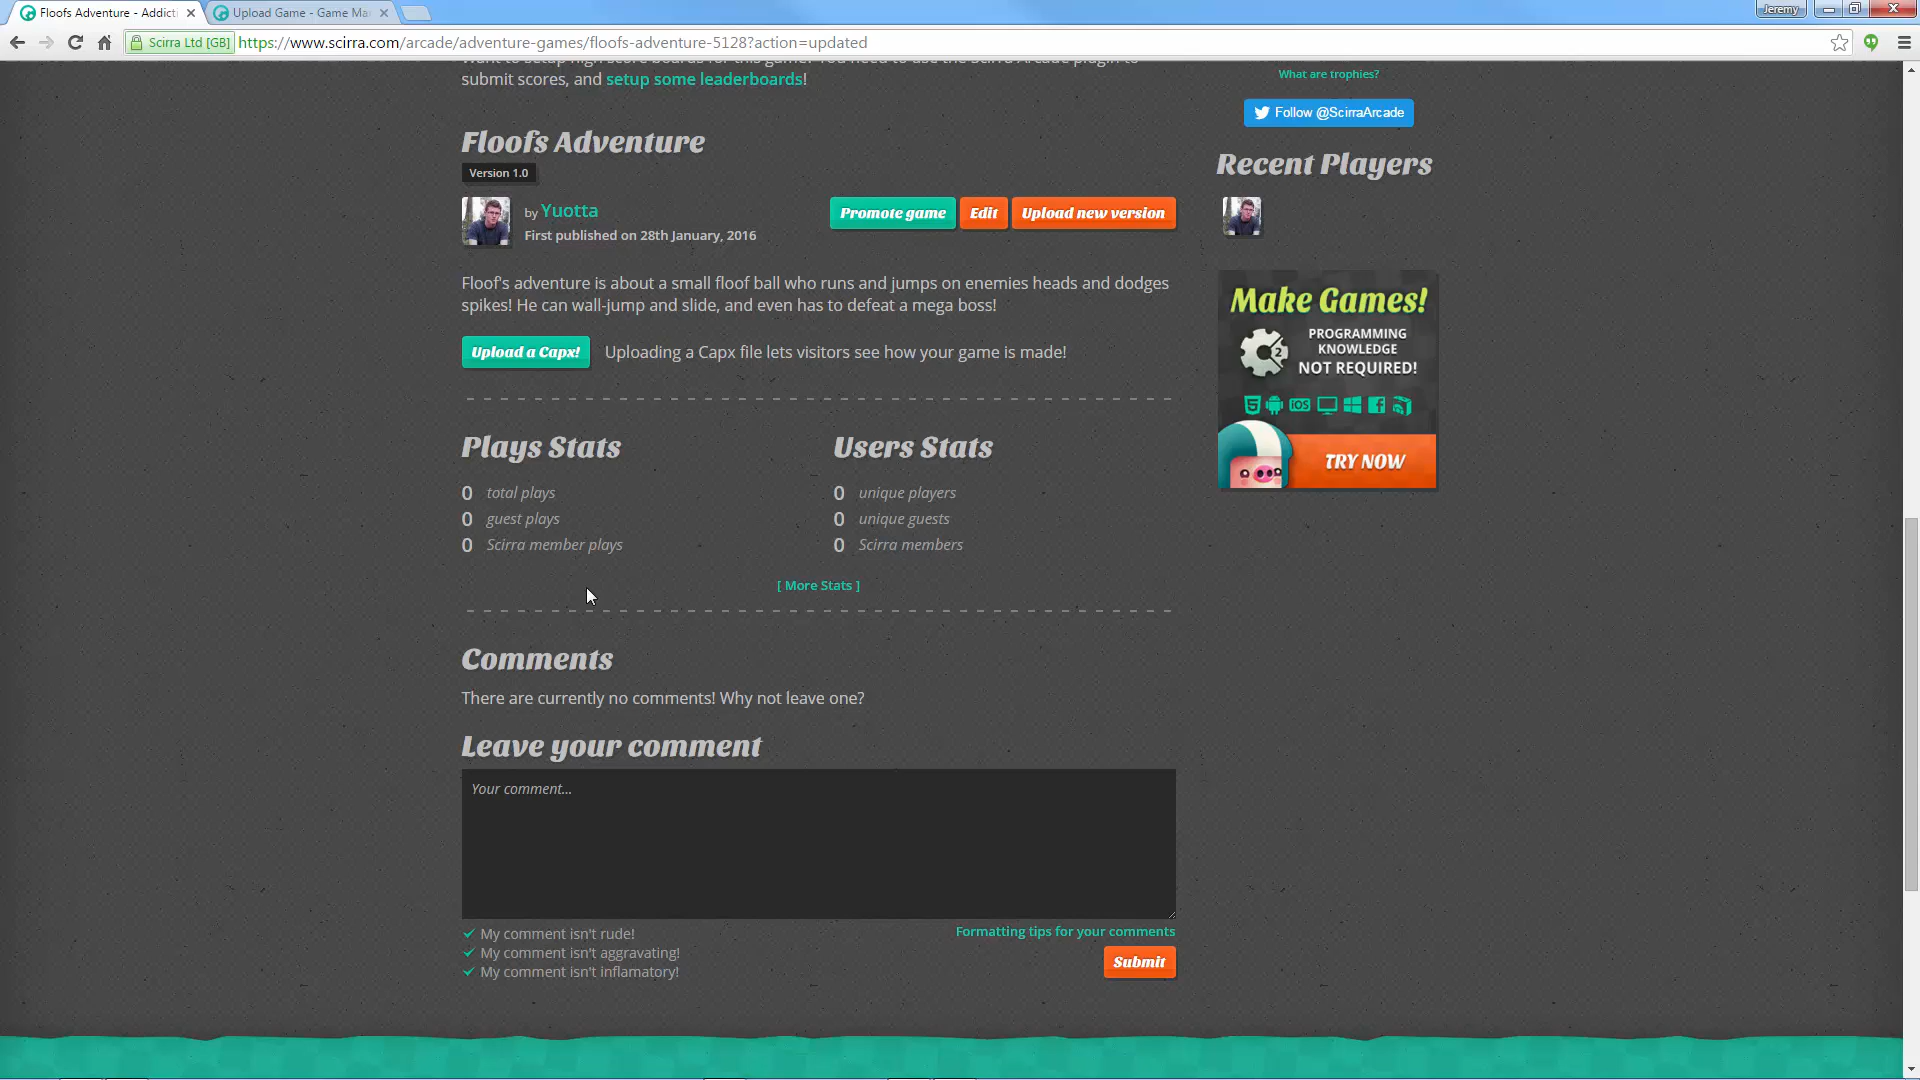 Floofs Adventure - Addicti
Upload Game - Game Ma
Jeremy
Scirra Ltd [GB]
https://www.scirra.com/arcade/adventure-games/floofs-adventure-5128?action=updated
submit scores, and setup some leaderboards!
What are trophies?
Follow @ScirraArcade
Floofs Adventure
Version 1.0
by Yuotta
First published on 28th January, 2016
Promote game
Edit
Upload new version
Recent Players
Floof's adventure is about a small floof ball who runs and jumps on enemies heads and dodges
spikes! He can wall-jump and slide, and even has to defeat a mega boss!
Upload a Capx!
Uploading a Capx file lets visitors see how your game is made!
Make Games!
PROGRAMMING
KNOWLEDGE
NOT REQUIRED!
2
iOS
TRY NOW
Plays Stats
0 total plays
0 guest plays
0 Scirra member plays
Users Stats
0 unique players
0 unique guests
0 Scirra members
[ More Stats ]
Comments
There are currently no comments! Why not leave one?
Leave your comment
Your comment...
My comment isn't rude!
My comment isn't aggravating!
My comment isn't inflamatory!
Formatting tips for your comments
Submit